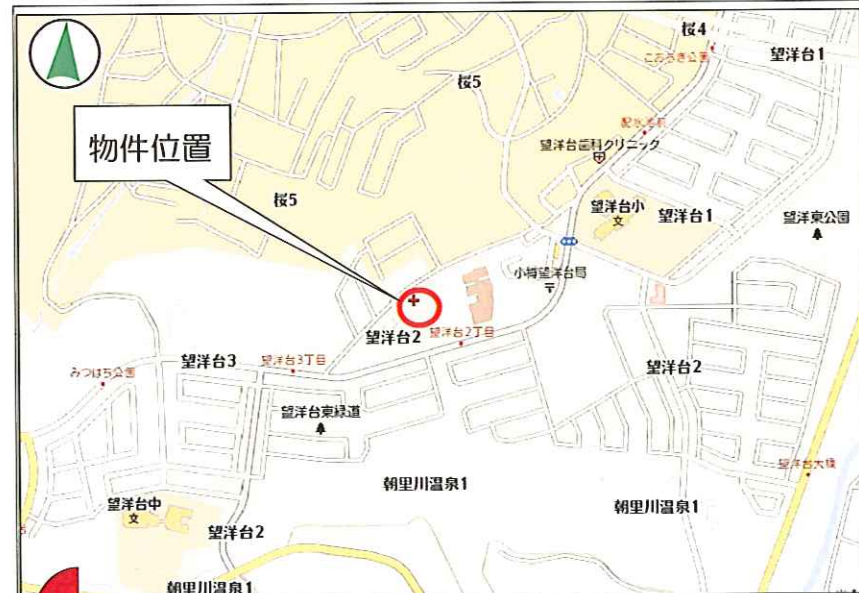 桜4
こおろぎ公園
望洋台1
桜5
配水池前
物件位置
望洋台歯科クリニック
桜5
望洋台小
文
望洋台1
望洋東公園
小樽望洋台局
望洋台2
望洋台2丁目
望洋台3
望洋台3丁目
望洋台2
みつばち公園
望洋台東緑道
望洋台大橋
朝里川温泉1
望洋台中
文
朝里川温泉1
望洋台2
朝里川温泉1